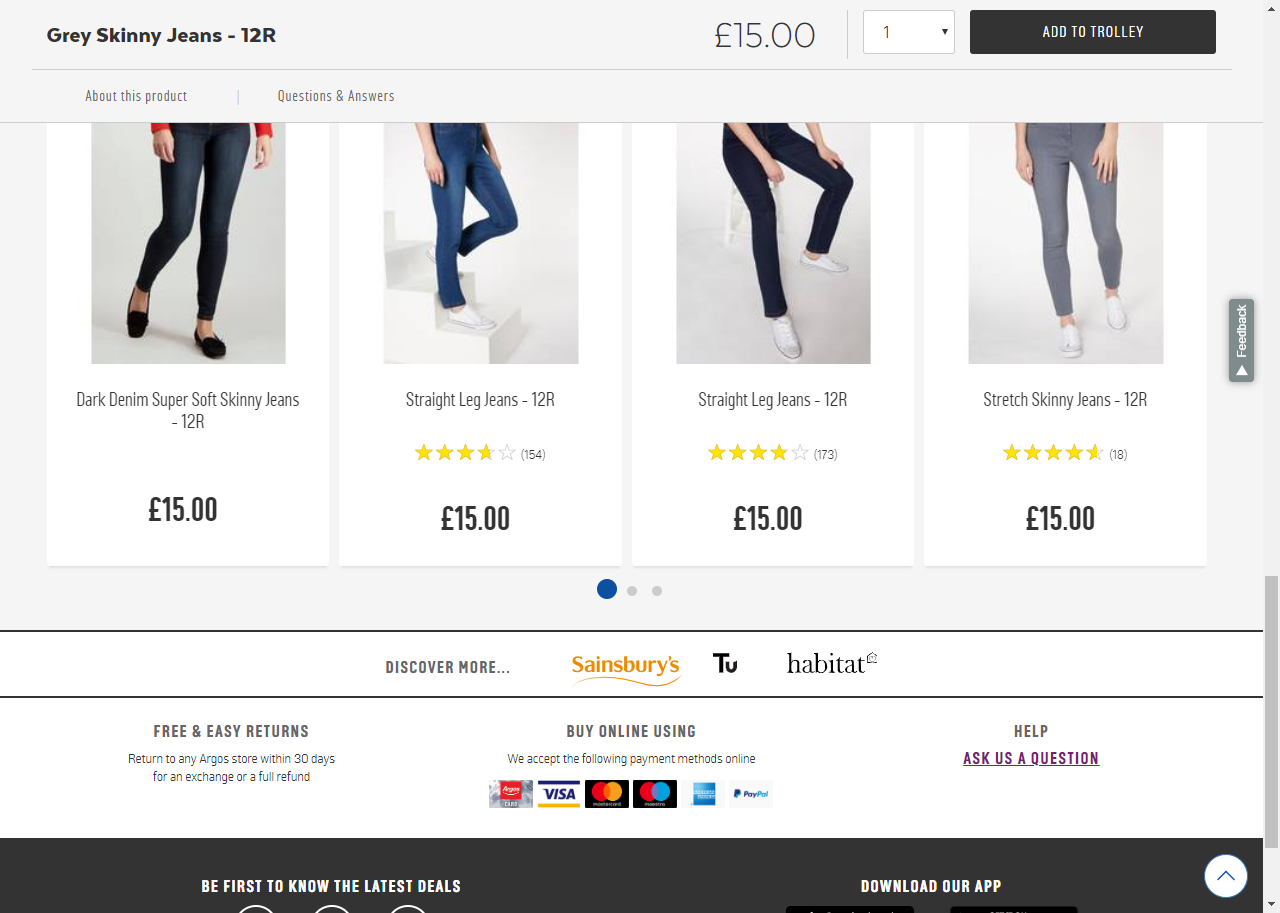 Grey Skinny Jeans - 12R
£15.00
1
ADD TO TROLLEY
About this product
Questions & Answers
Feedback
Dark Denim Super Soft Skinny Jeans
- 12R
£15.00
Straight Leg Jeans - 12R
(154)
£15.00
Straight Leg Jeans - 12R
(173)
£15.00
Stretch Skinny Jeans - 12R
(18)
£15.00
DISCOVER MORE...
Sainsbury's
Tu
habitat
FREE & EASY RETURNS
Return to any Argos store within 30 days
for an exchange or a full refund
BUY ONLINE USING
We accept the following payment methods online
Argos
CARD
VISA
mastercard
maestro
PayPal
HELP
ASK US A QUESTION
BE FIRST TO KNOW THE LATEST DEALS
DOWNLOAD OUR APP